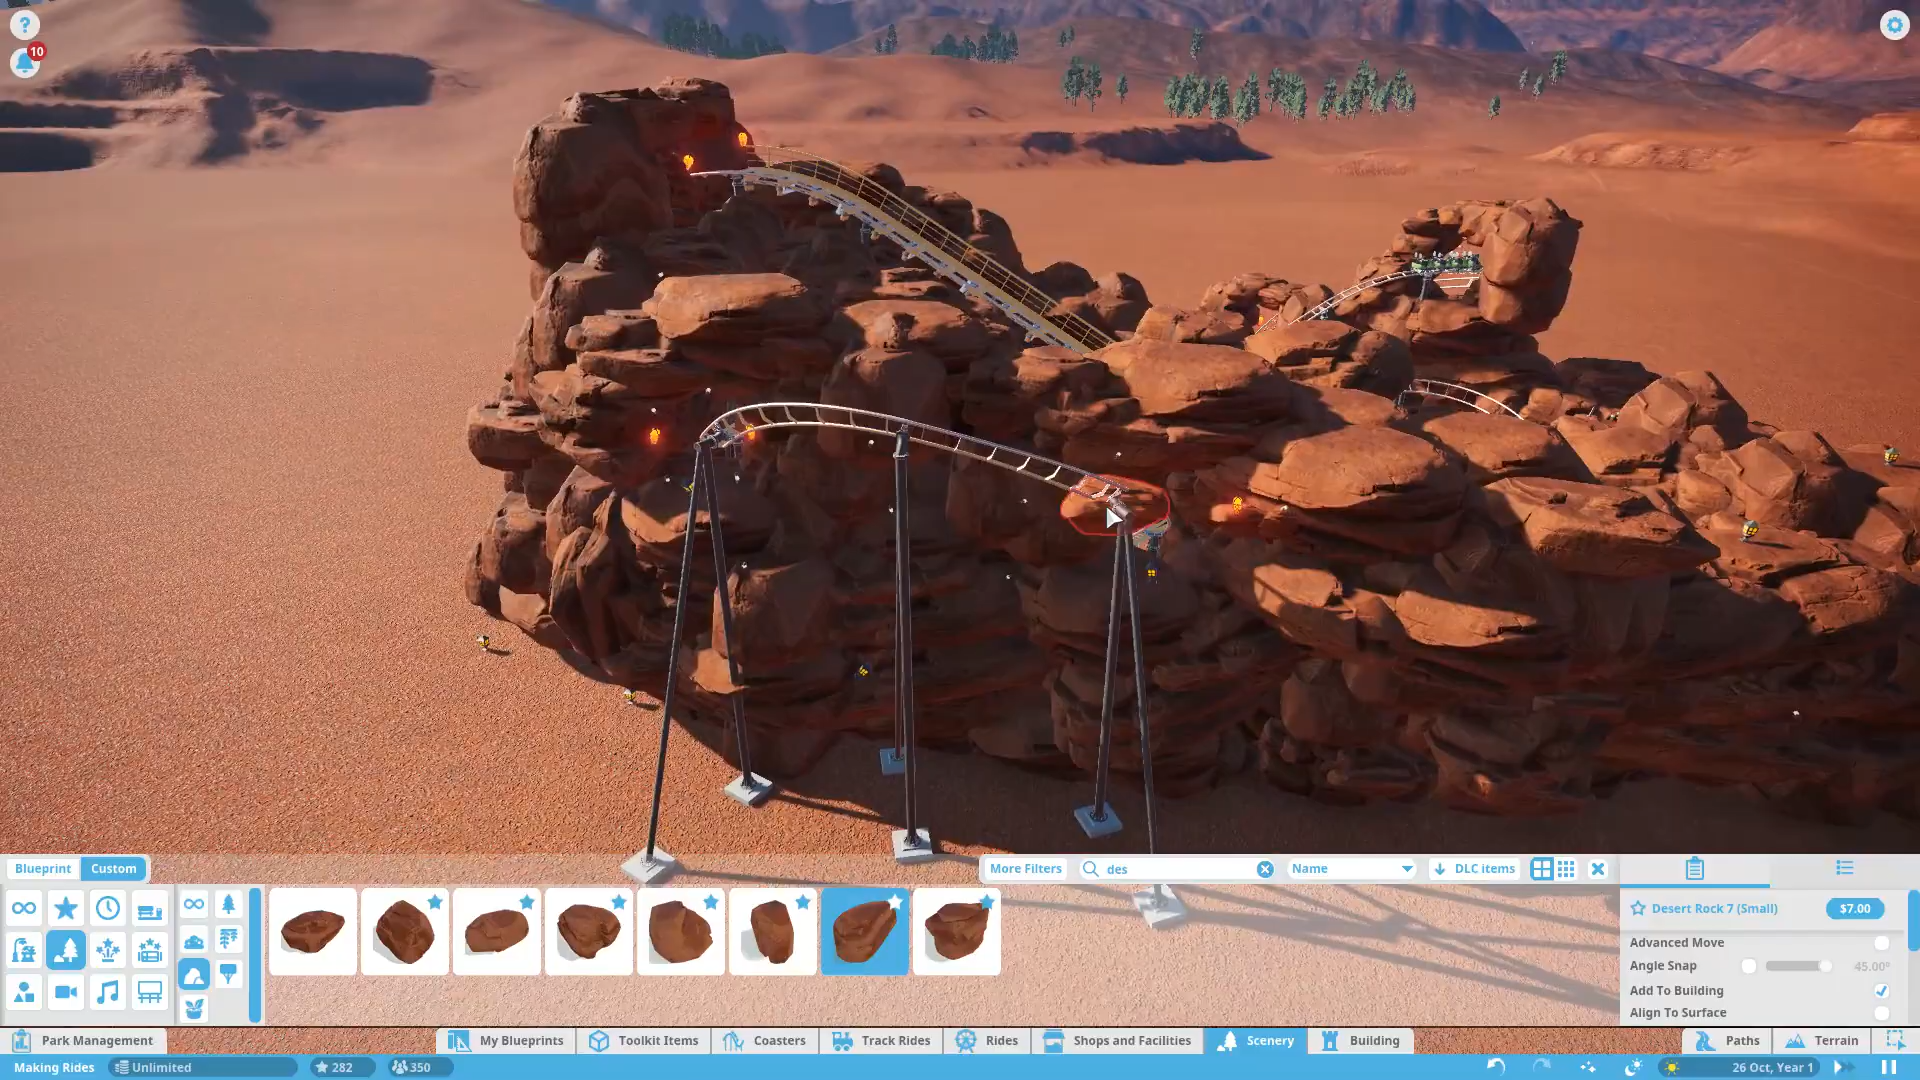 ?
10
Blueprint
Custom
More Filters
des
Name
DLC items
Desert Rock 7 (Small)
$7.00
Advanced Move
Angle Snap
45.00°
Add To Building
Align To Surface
Park Management
My Blueprints
Toolkit Items
Coasters
Track Rides
Rides
Shops and Facilities
Scenery
Building
Paths
Terrain
Making Rides
Unlimited
282
350
26 Oct, Year 1